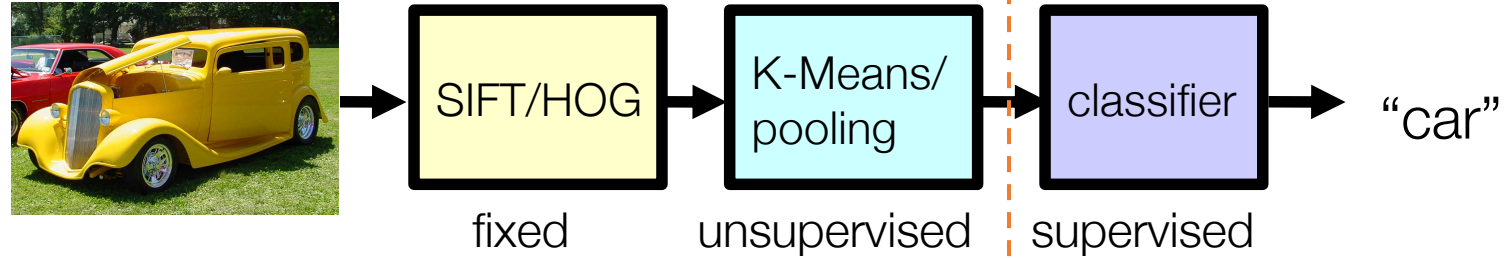 SIFT/HOG
K-Means/
pooling
classifier
“car”
fixed
unsupervised
supervised